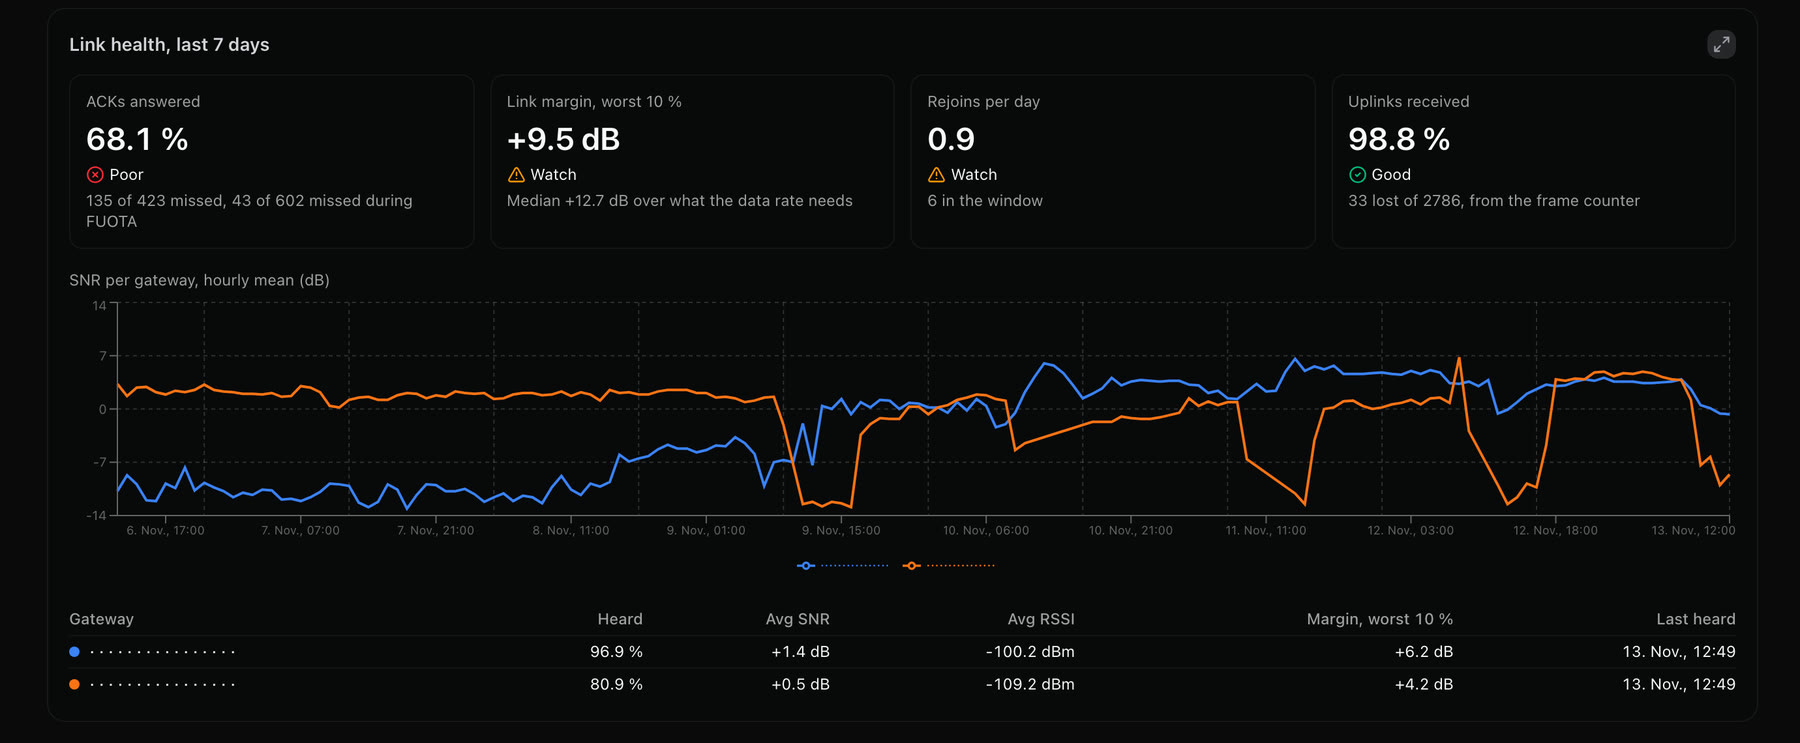 Link health, last 7 days
ACKs answered
68.1 %
Poor
135 of 423 missed, 43 of 602 missed during
FUOTA
Link margin, worst 10 %
+9.5 dB
Watch
Median +12.7 dB over what the data rate needs
Rejoins per day
0.9
Watch
6 in the window
Uplinks received
98.8 %
Good
33 lost of 2786, from the frame counter
SNR per gateway, hourly mean (dB)
14
7
0
-7
-14
6. Nov., 17:00 7. Nov., 07:00 7. Nov., 21:00 8. Nov., 11:00 9. Nov., 01:00 9. Nov., 15:00 10. Nov., 06:00 10. Nov., 21:00 11. Nov., 11:00 12. Nov., 03:00 12. Nov., 18:00 13. Nov., 12:00
Gateway Heard Avg SNR Avg RSSI Margin, worst 10 % Last heard
96.9 % +1.4 dB -100.2 dBm +6.2 dB 13. Nov., 12:49
80.9 % +0.5 dB -109.2 dBm +4.2 dB 13. Nov., 12:49